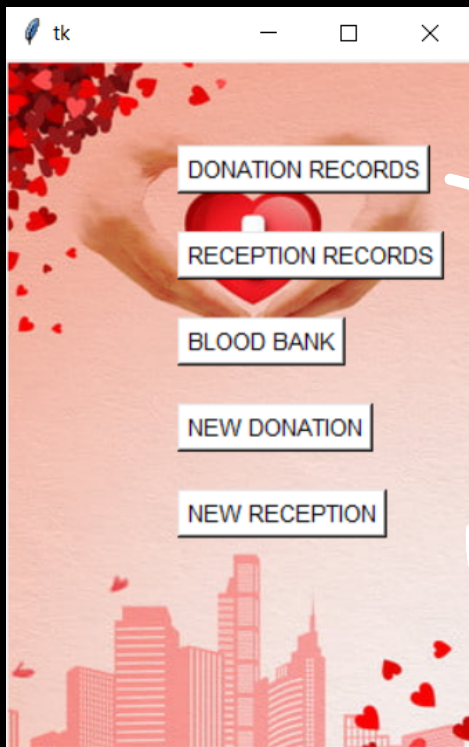 tk
DONATION RECORDS
RECEPTION RECORDS
BLOOD BANK
NEW DONATION
NEW RECEPTION